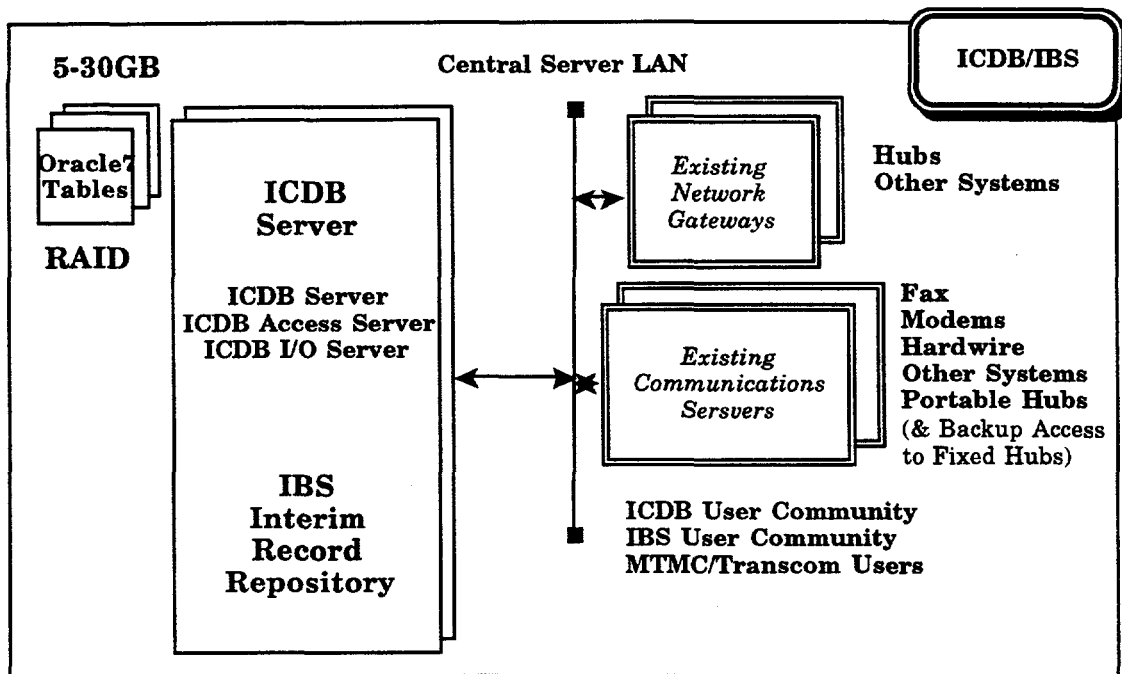 5-30GB
Central Server LAN
ICDB/IBS
Oracle7
Tables
RAID
ICDB
Server
ICDB Server
ICDB Access Server
ICDB I/O Server
IBS
Interim
Record
Repository
Existing
Network
Gateways
Hubs
Other Systems
Existing
Communications
Sersvers
Fax
Modems
Hardwire
Other Systems
Portable Hubs
(& Backup Access
to Fixed Hubs)
ICDB User Community
IBS User Community
MTMC/Transcom Users